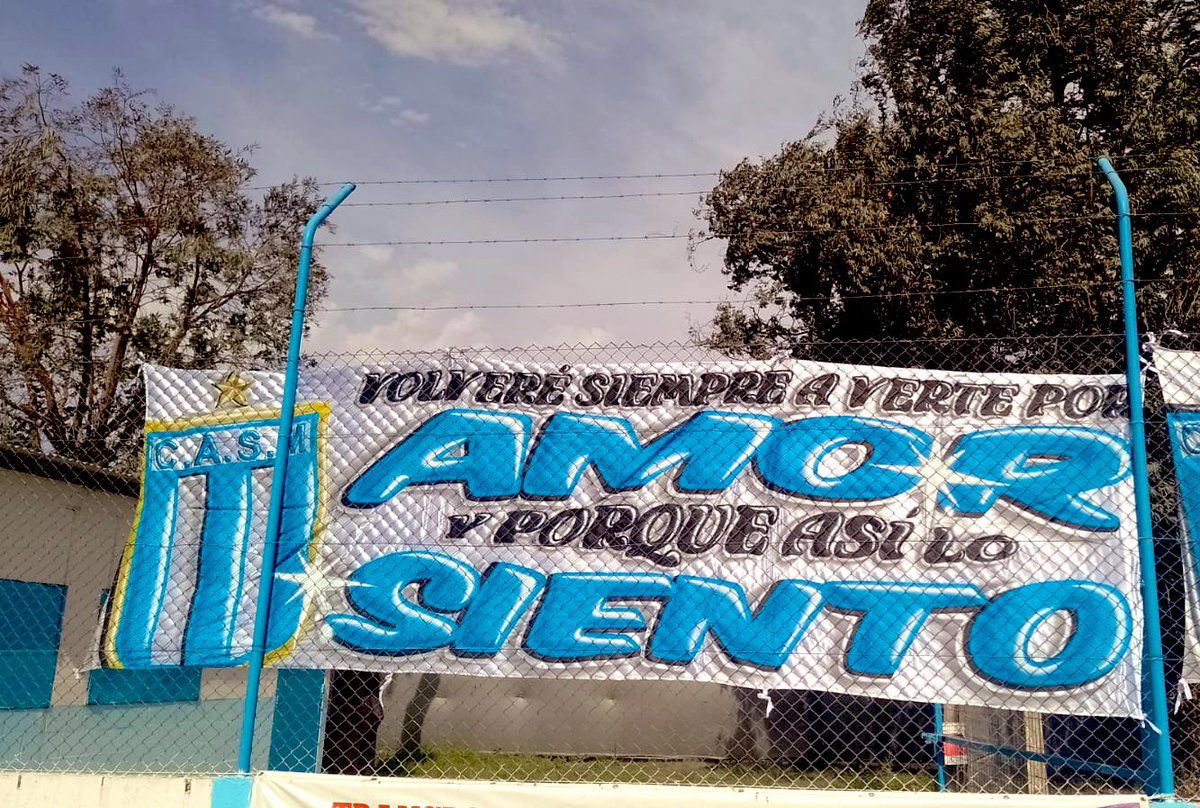 C.A.S.M
VOLVERÉ SIEMPRE A VERTE POR
AMOR
Y PORQUE ASÍ LO
SIENTO